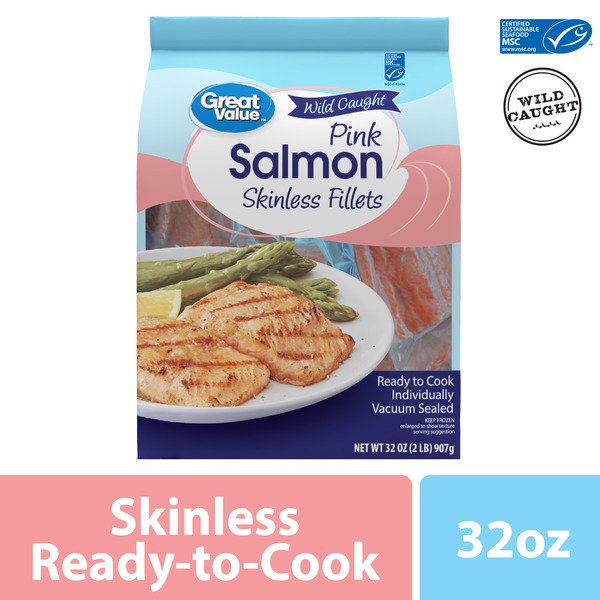 CERTIFIED
SUSTAINABLE
SEAFOOD
MSC
www.msc.org
WILD
CAUGHT
Great
Value™
Wild Caught
Pink
Salmon
Skinless Fillets
Ready to Cook
Individually
Vacuum Sealed
KEEP FROZEN
enlarged to show texture
serving suggestion
NET WT 32 OZ (2 LB) 907g
Skinless
Ready-to-Cook
32oz